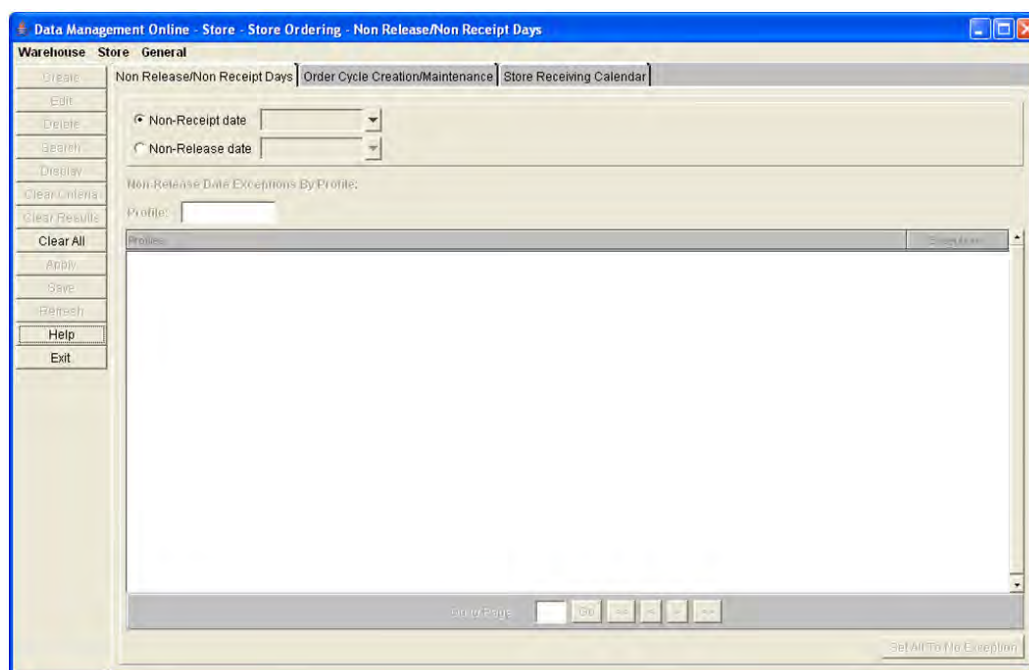 Data Management Online - Store - Store Ordering - Non Release/Non Receipt Days
Warehouse Store General
Create
Edit
Delete
Search
Display
Clear Criteria
Clear Results
Clear All
Apply
Save
Refresh
Help
Exit
Non Release/Non Receipt Days Order Cycle Creation/Maintenance Store Receiving Calendar
Non-Receipt date
Non-Release date
Non-Release Date Exceptions By Profile:
Profile:
Profiles Exceptions
Go << < > >>
Set All To No Exception